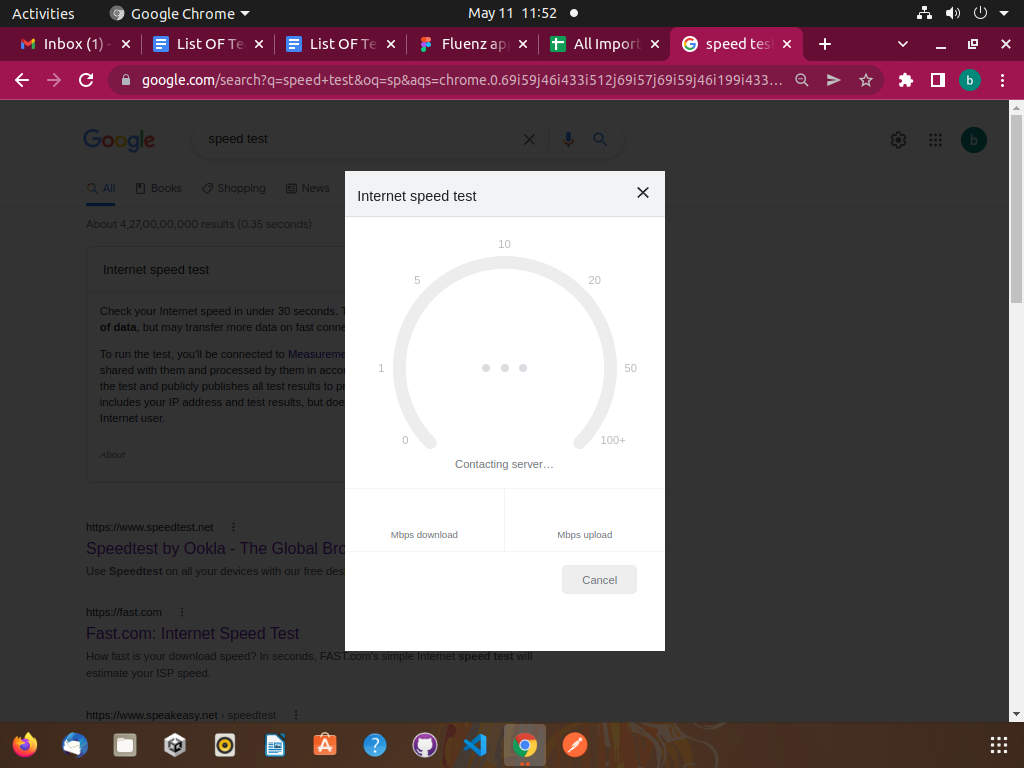 Activities
Google Chrome
May 11 11:52
Inbox (1) -
List OF Te
List OF Te
Fluenz ap
All Import
speed test
google.com/search?q=speed+test&oq=sp&aqs=chrome.0.69i59j46i433i512j69i57j69i59j46i199i433...
b
Google
speed test
b
All
Books
Shopping
News
About 4,27,00,00,000 results (0.35 seconds)
Internet speed test
Check your Internet speed in under 30 seconds.
of data, but may transfer more data on fast conne
To run the test, you'll be connected to Measureme
shared with them and processed by them in accor
the test and publicly publishes all test results to pr
includes your IP address and test results, but doe
Internet user.
About
https://www.speedtest.net
Speedtest by Ookla - The Global Bro
Use Speedtest on all your devices with our free des
https://fast.com
Fast.com: Internet Speed Test
How fast is your download speed? In seconds, FAST.com's simple Internet speed test will
estimate your ISP speed.
https://www.speakeasy.net › speedtest
Internet speed test
10
5
20
1
50
0
100+
Contacting server…
Mbps download
Mbps upload
Cancel